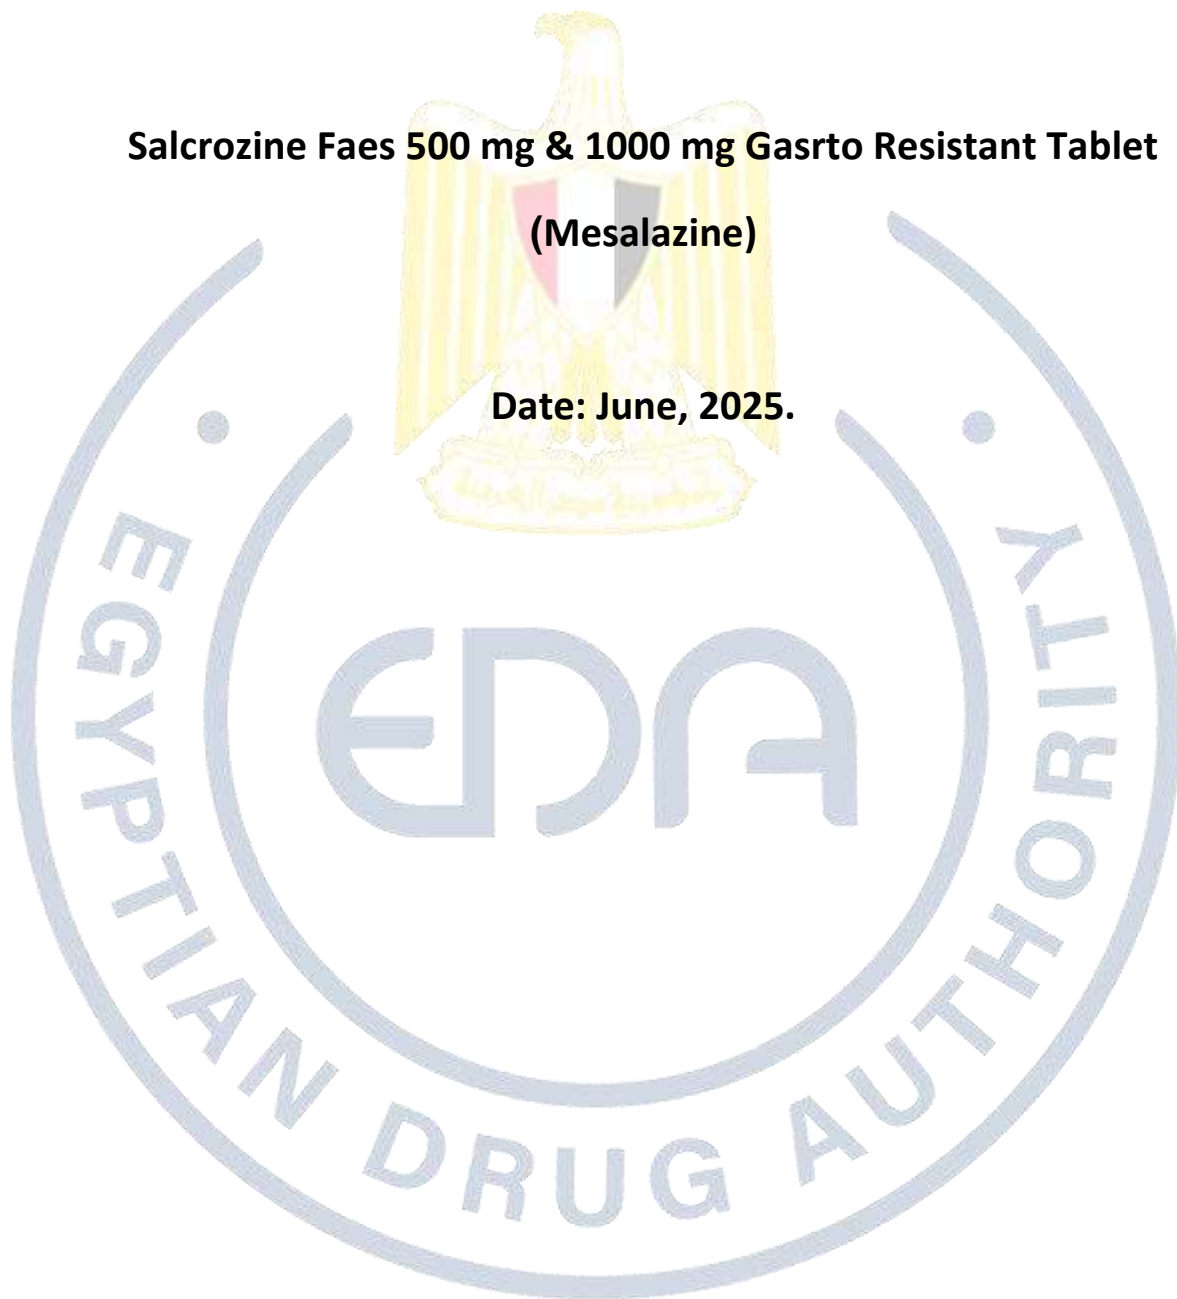 Salcrozine Faes 500 mg & 1000 mg Gasrto Resistant Tablet
(Mesalazine)
Date: June, 2025.
EDA
EGYPTIAN DRUG AUTHORITY